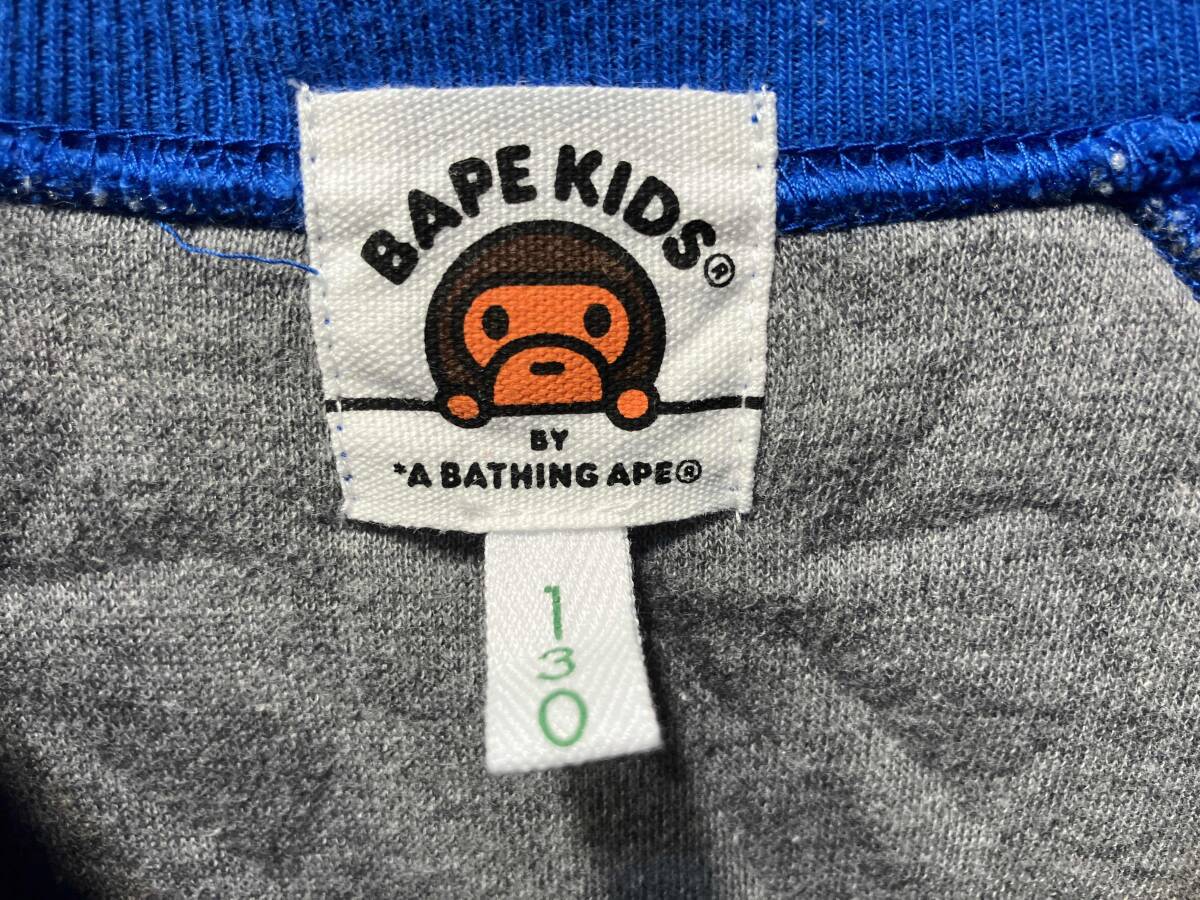 BAPE KIDS®
BY
*A BATHING APE®
130